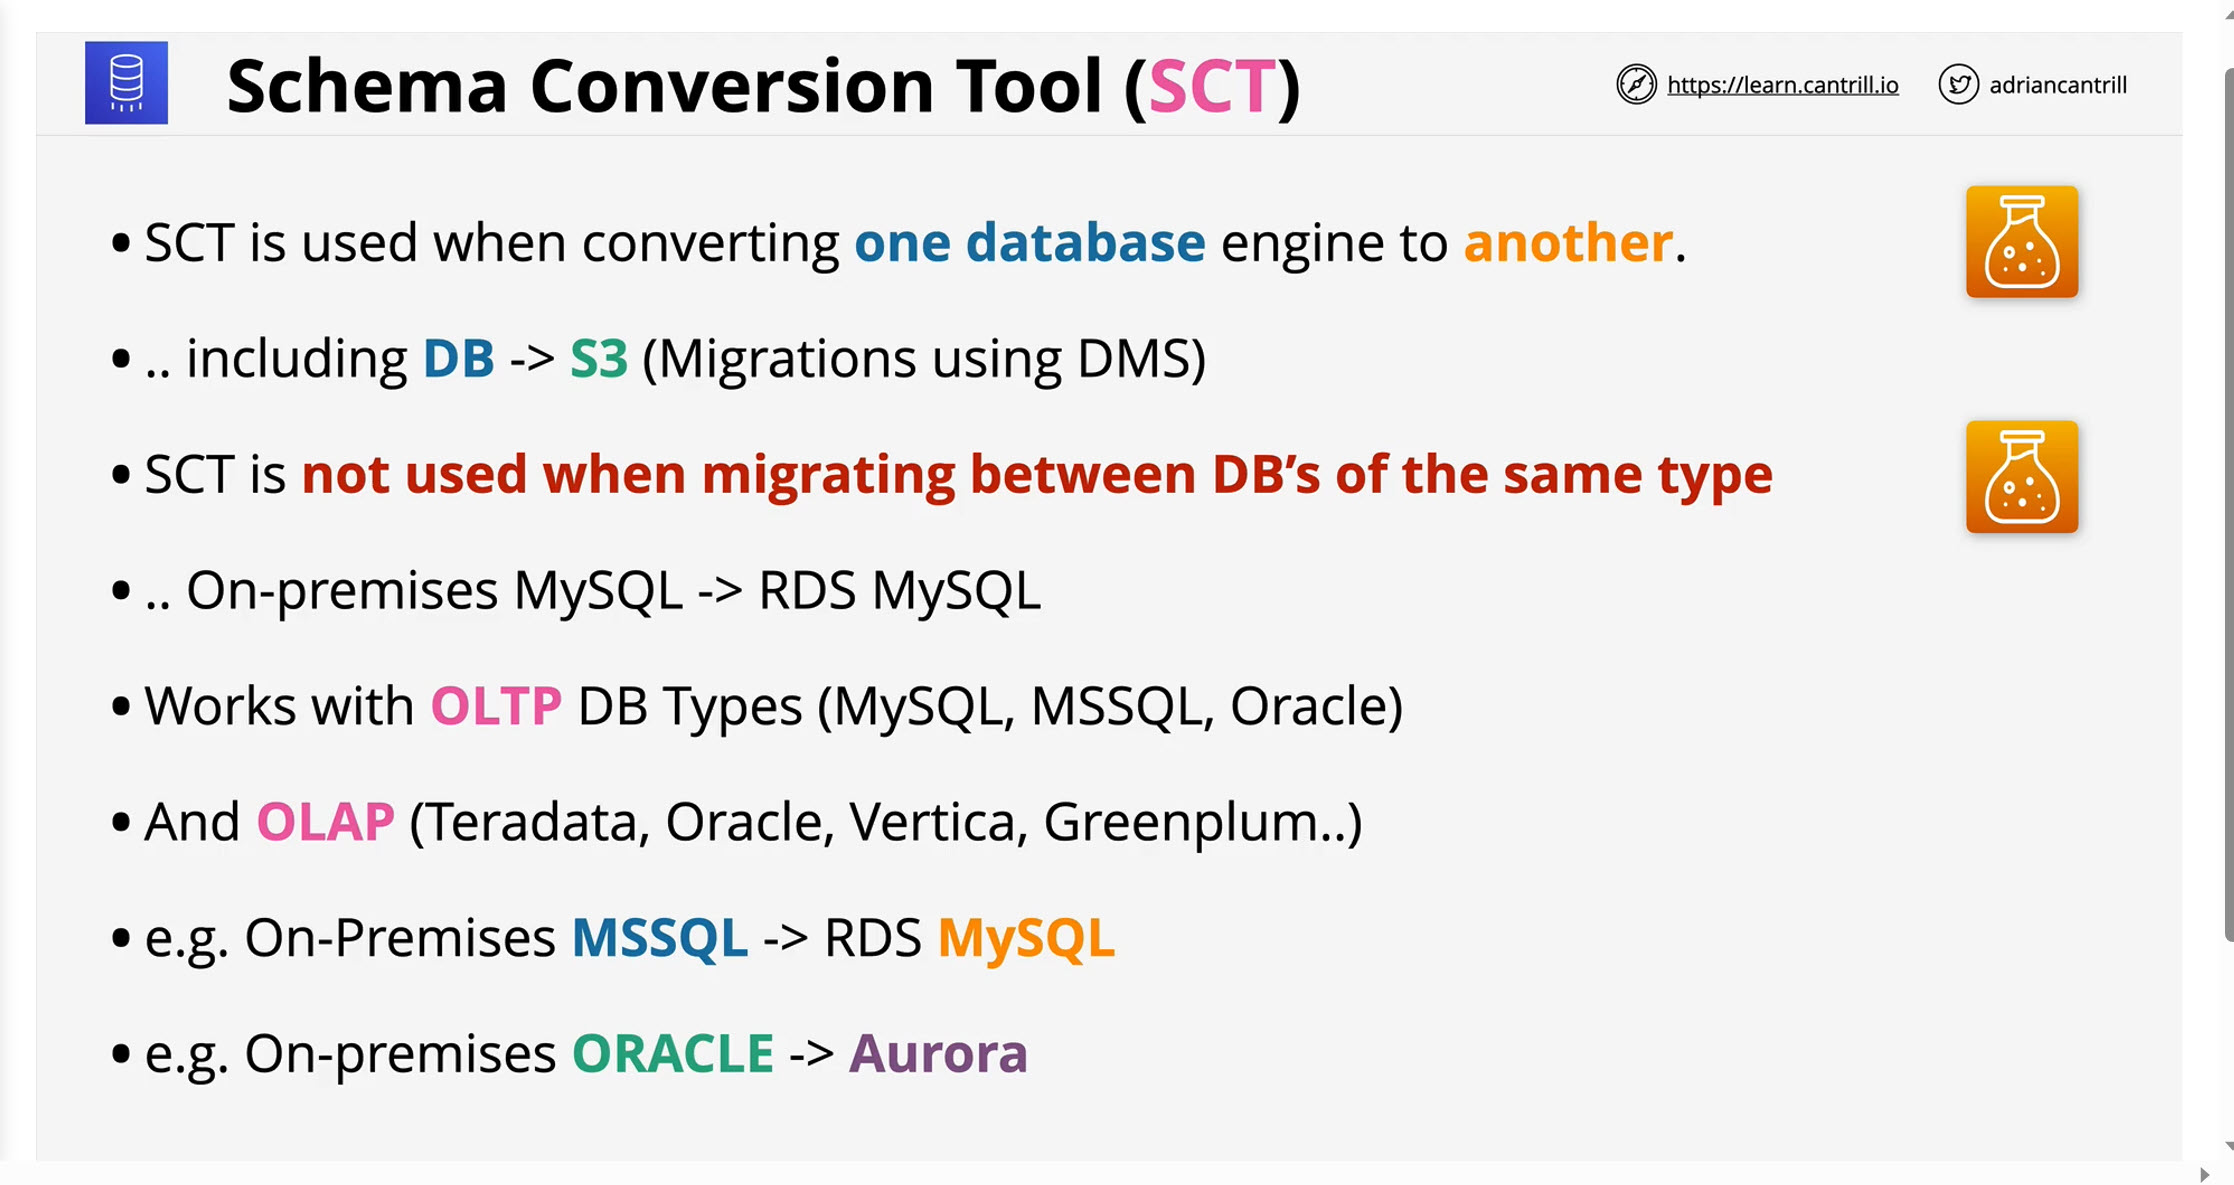 Schema Conversion Tool (SCT)
https://learn.cantrill.io
adriancantrill
• SCT is used when converting one database engine to another.
• .. including DB -> S3 (Migrations using DMS)
• SCT is not used when migrating between DB’s of the same type
• .. On-premises MySQL -> RDS MySQL
• Works with OLTP DB Types (MySQL, MSSQL, Oracle)
• And OLAP (Teradata, Oracle, Vertica, Greenplum..)
• e.g. On-Premises MSSQL -> RDS MySQL
• e.g. On-premises ORACLE -> Aurora